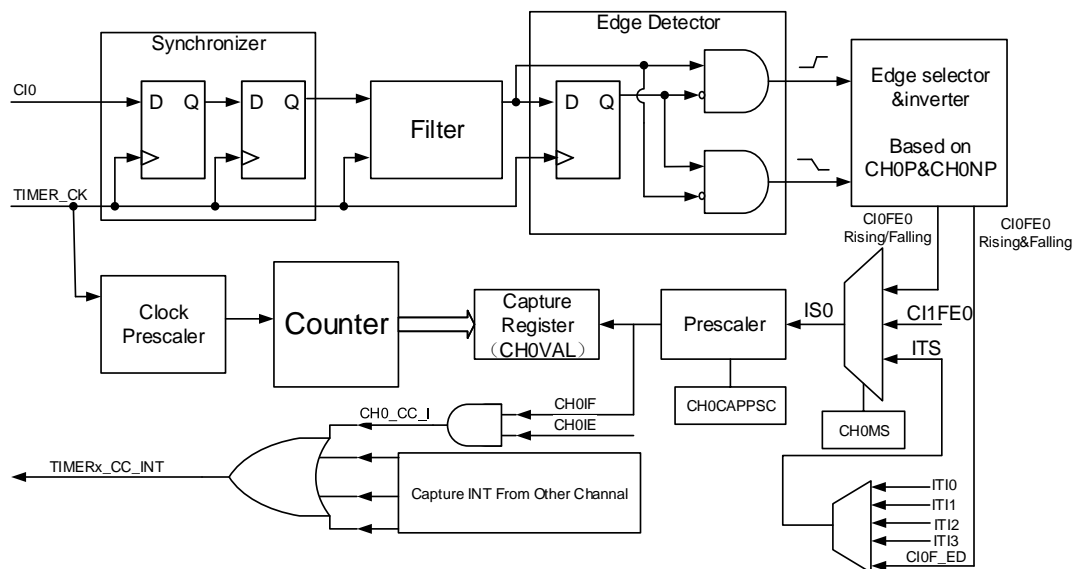 Synchronizer
Edge Detector
CI0
D Q
D Q
Filter
D Q
Edge selector
&inverter
Based on
CH0P&CH0NP
TIMER_CK
CI0FE0
Rising/Falling
CI0FE0
Rising&Falling
Clock
Prescaler
Counter
Capture
Register
（CH0VAL）
Prescaler
IS0
CI1FE0
ITS
CH0CAPPSC
CH0MS
CH0_CC_I
CH0IF
CH0IE
TIMERx_CC_INT
Capture INT From Other Channel
ITI0
ITI1
ITI2
ITI3
CI0F_ED